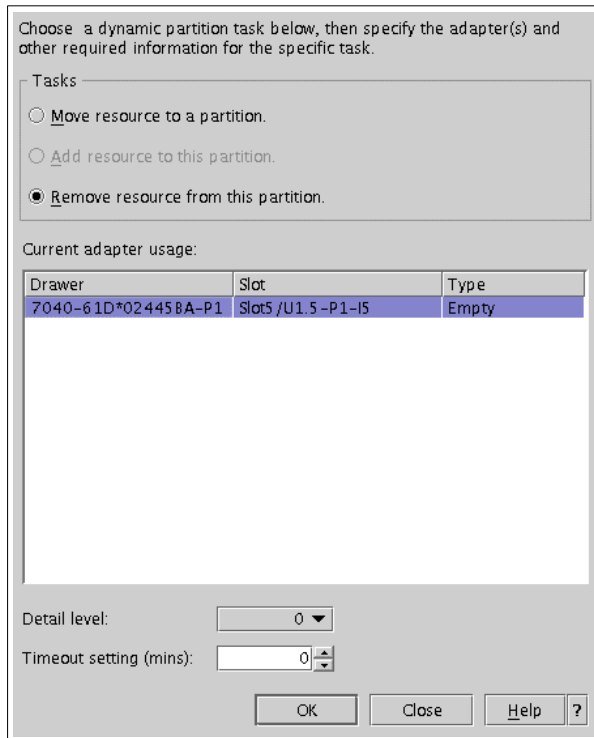 Choose a dynamic partition task below, then specify the adapter(s) and
other required information for the specific task.
Tasks
Move resource to a partition.
Add resource to this partition.
Remove resource from this partition.
Current adapter usage:
Drawer Slot Type
7040-61D*02445BA-P1 Slot5/U1.5-P1-I5 Empty
Detail level: 0
Timeout setting (mins): 0
OK Close Help ?